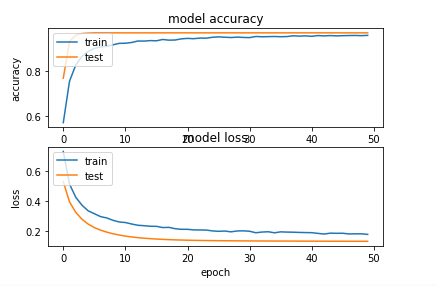 model accuracy
accuracy
0.8
0.6
train
test
0 10 20 30 40 50
model loss
loss
0.6
0.4
0.2
train
test
0 10 20 30 40 50
epoch